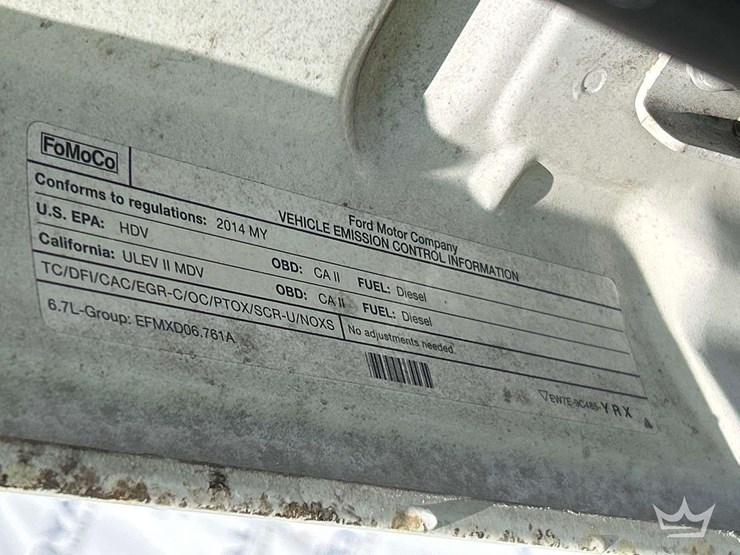 FoMoCo
Ford Motor Company
VEHICLE EMISSION CONTROL INFORMATION
Conforms to regulations: 2014 MY
U.S. EPA: HDV OBD: CA II FUEL: Diesel
California: ULEV II MDV OBD: CA II FUEL: Diesel
TC/DFI/CAC/EGR-C/OC/PTOX/SCR-U/NOXS No adjustments needed.
6.7L-Group: EFMXD06.761A
EW7E-9C485-YRX